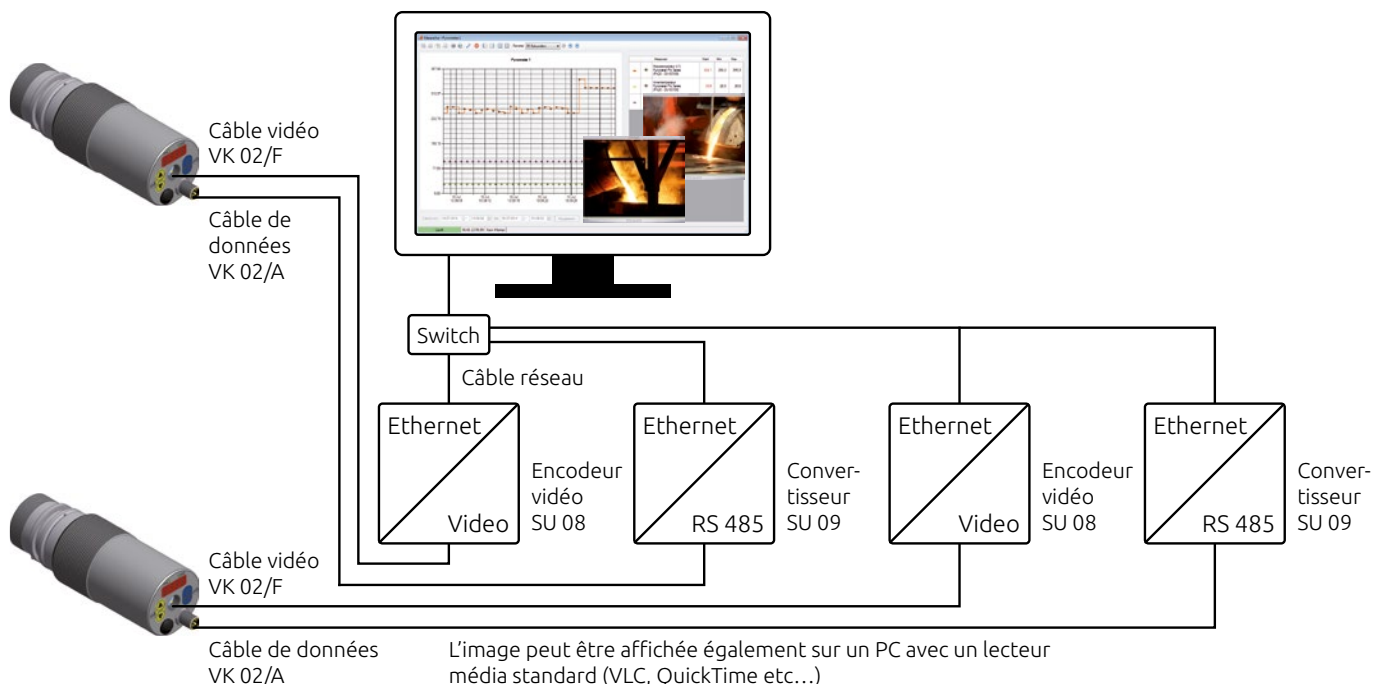 Câble vidéo
VK 02/F
Câble de
données
VK 02/A
Switch
Câble réseau
Ethernet
Video
Encodeur
vidéo
SU 08
Ethernet
RS 485
Conver-
tisseur
SU 09
Ethernet
Video
Encodeur
vidéo
SU 08
Ethernet
RS 485
Conver-
tisseur
SU 09
Câble vidéo
VK 02/F
Câble de données
VK 02/A
L’image peut être affichée également sur un PC avec un lecteur
média standard (VLC, QuickTime etc…)